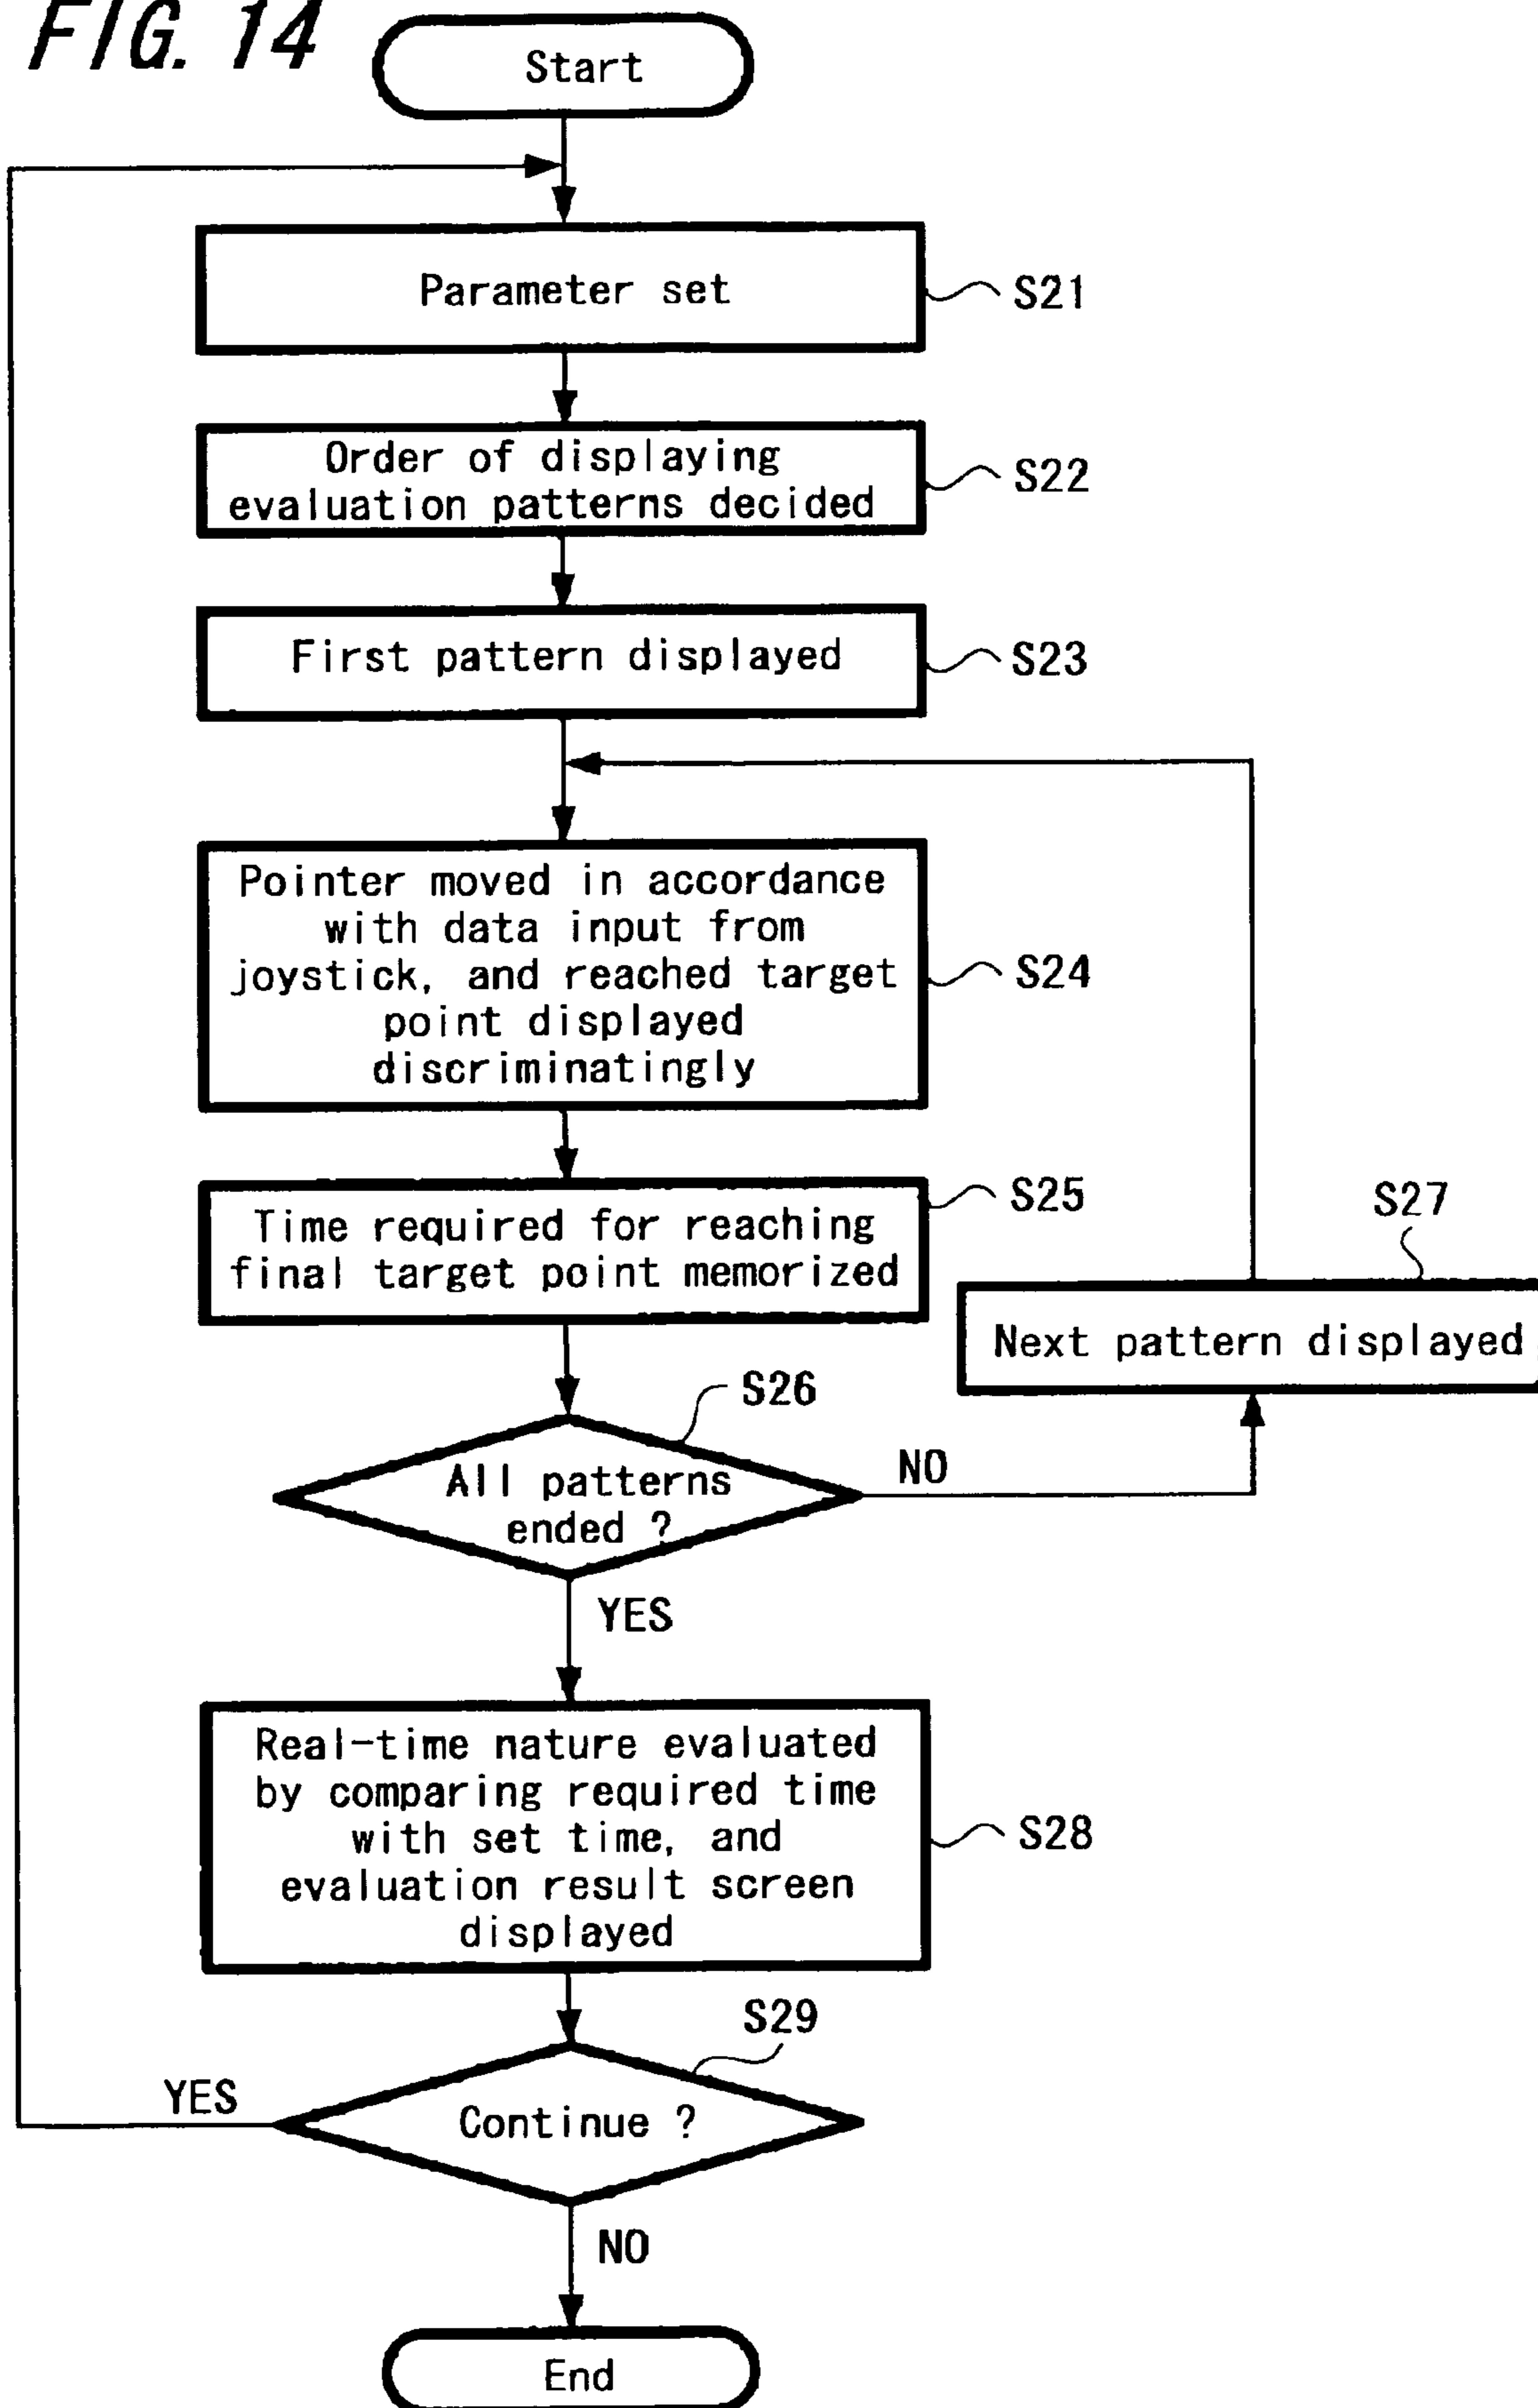 FIG. 14
Start
Parameter set
S21
Order of displaying
evaluation patterns decided
S22
First pattern displayed
S23
Pointer moved in accordance
with data input from
joystick, and reached target
point displayed
discriminatingly
S24
Time required for reaching
final target point memorized
S25
S27
Next pattern displayed
S26
All patterns
ended ?
NO
YES
Real-time nature evaluated
by comparing required time
with set time, and
evaluation result screen
displayed
S28
S29
Continue ?
YES
NO
End